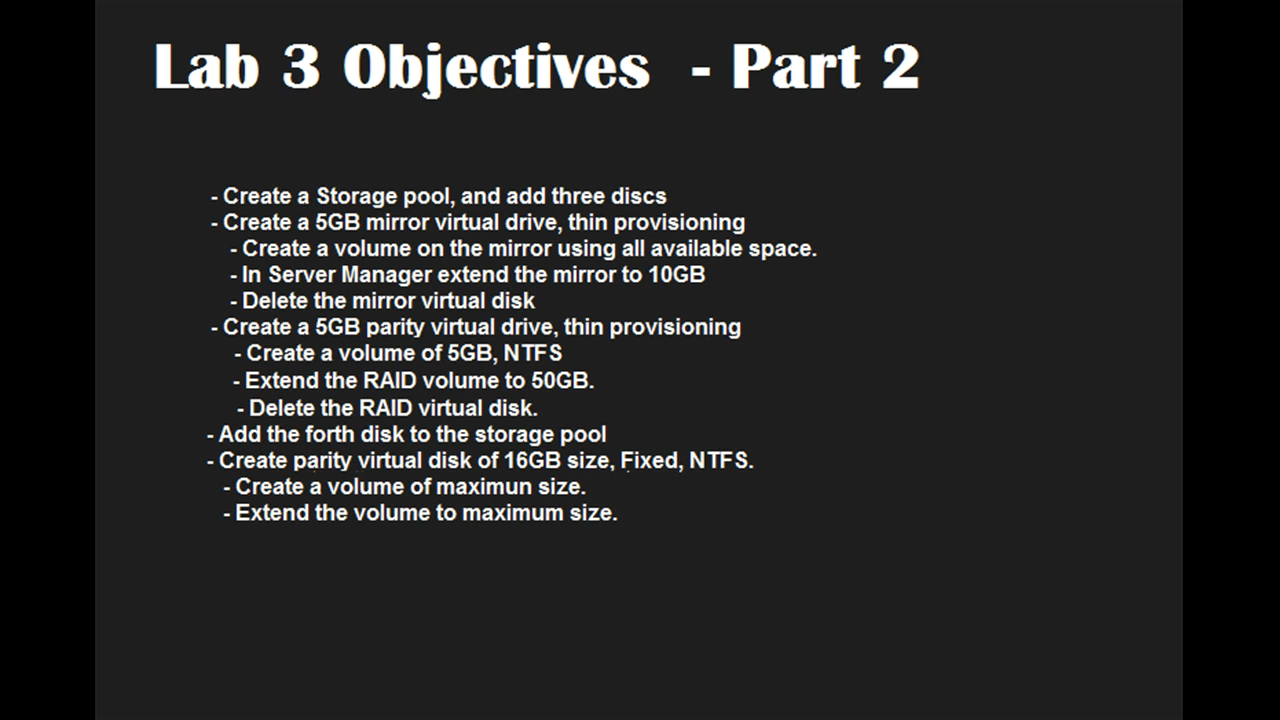 Lab 3 Objectives - Part 2
- Create a Storage pool, and add three discs
- Create a 5GB mirror virtual drive, thin provisioning
- Create a volume on the mirror using all available space.
- In Server Manager extend the mirror to 10GB
- Delete the mirror virtual disk
- Create a 5GB parity virtual drive, thin provisioning
- Create a volume of 5GB, NTFS
- Extend the RAID volume to 50GB.
- Delete the RAID virtual disk.
- Add the forth disk to the storage pool
- Create parity virtual disk of 16GB size, Fixed, NTFS.
- Create a volume of maximun size.
- Extend the volume to maximum size.